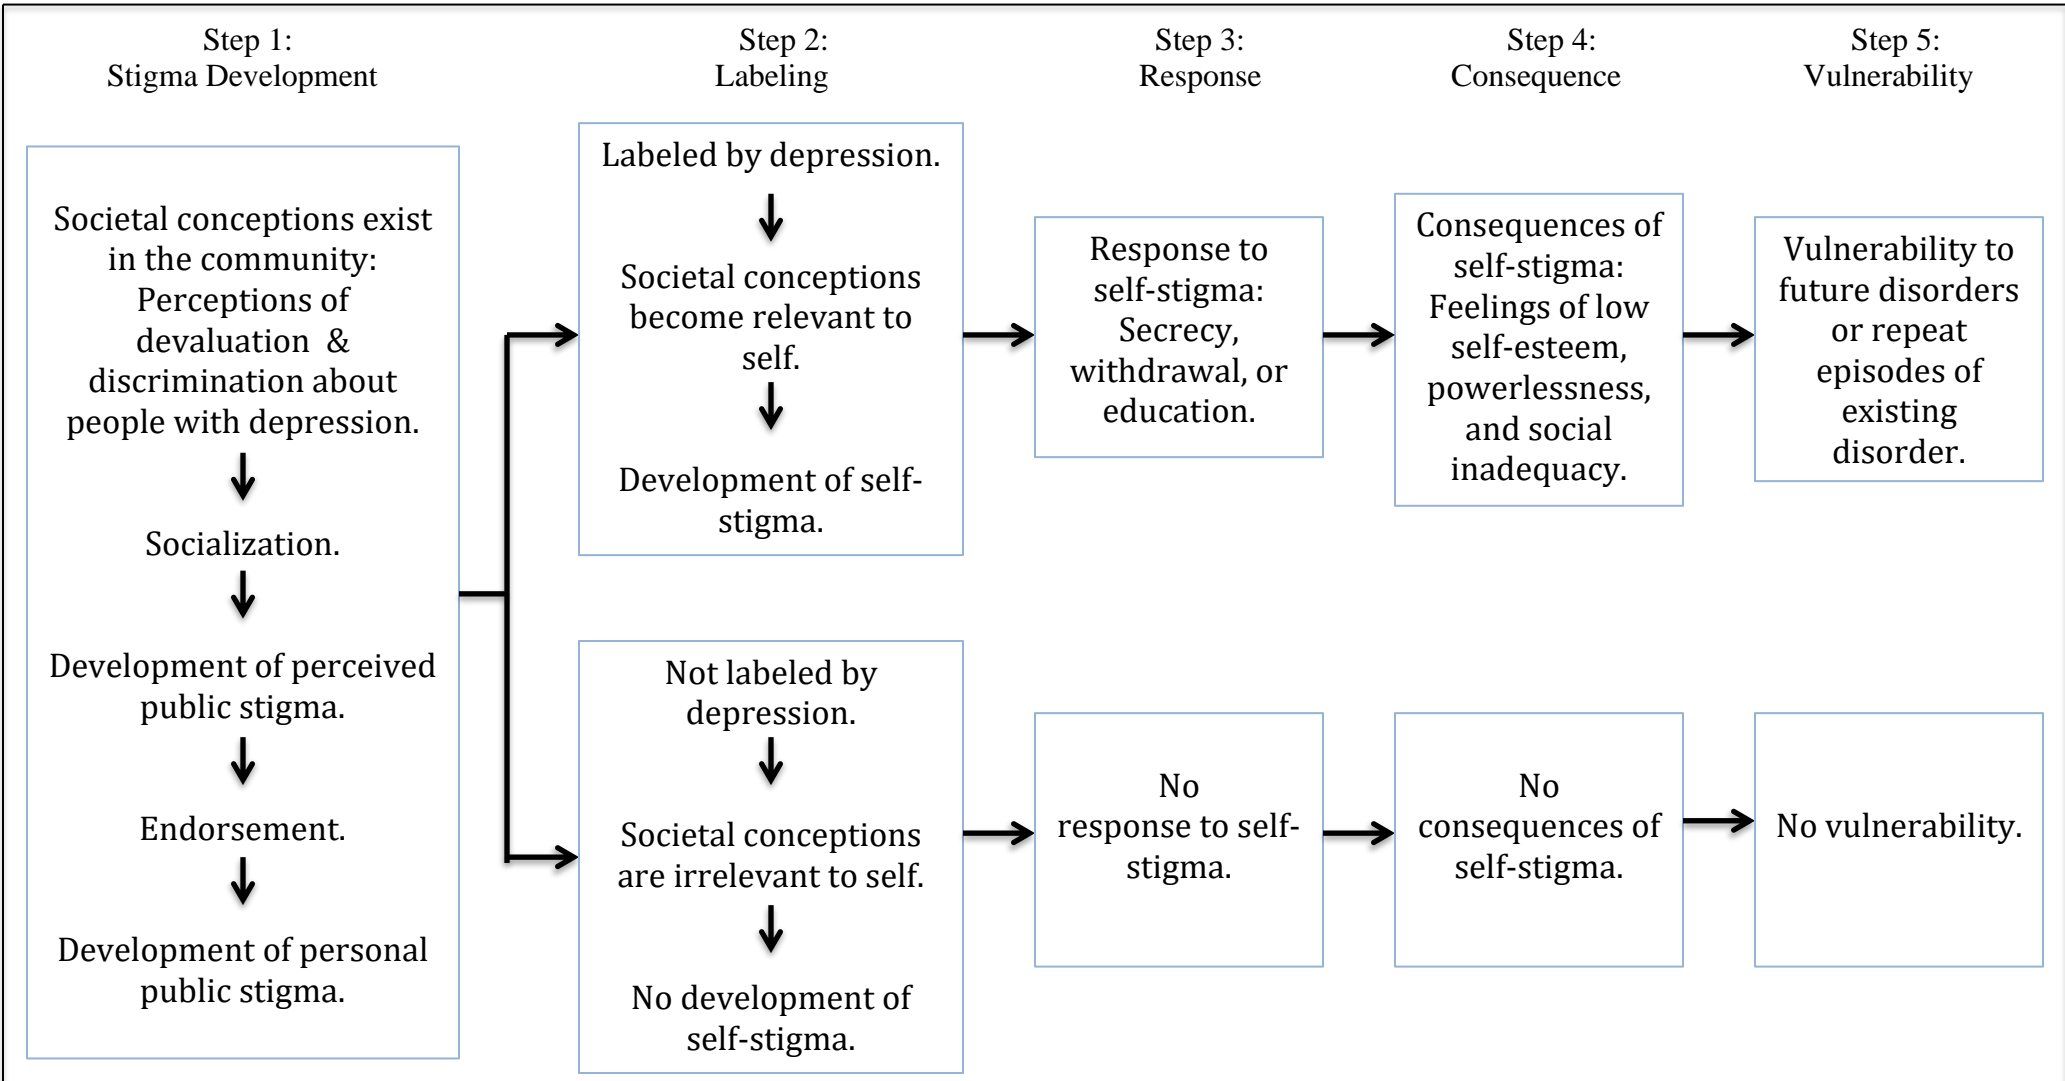 Step 1:
Stigma Development
Step 2:
Labeling
Step 3:
Response
Step 4:
Consequence
Step 5:
Vulnerability
Societal conceptions exist
in the community:
Perceptions of
devaluation &
discrimination about
people with depression.
Socialization.
Development of perceived
public stigma.
Endorsement.
Development of personal
public stigma.
Labeled by depression.
Societal conceptions
become relevant to
self.
Development of self-
stigma.
Response to
self-stigma:
Secrecy,
withdrawal, or
education.
Consequences of
self-stigma:
Feelings of low
self-esteem,
powerlessness,
and social
inadequacy.
Vulnerability to
future disorders
or repeat
episodes of
existing
disorder.
Not labeled by
depression.
Societal conceptions
are irrelevant to self.
No development of
self-stigma.
No
response to self-
stigma.
No
consequences of
self-stigma.
No vulnerability.